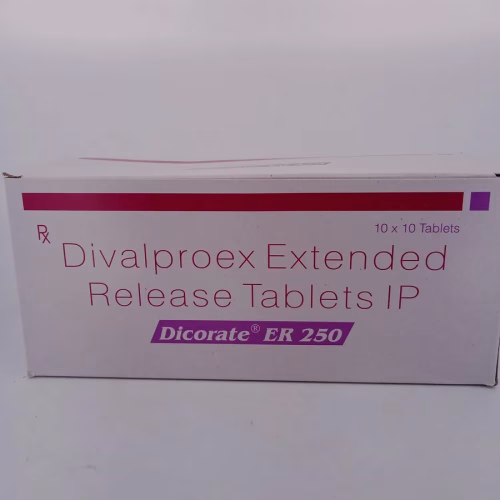 Rx
10 x 10 Tablets
Divalproex Extended
Release Tablets IP
Dicorate® ER 250